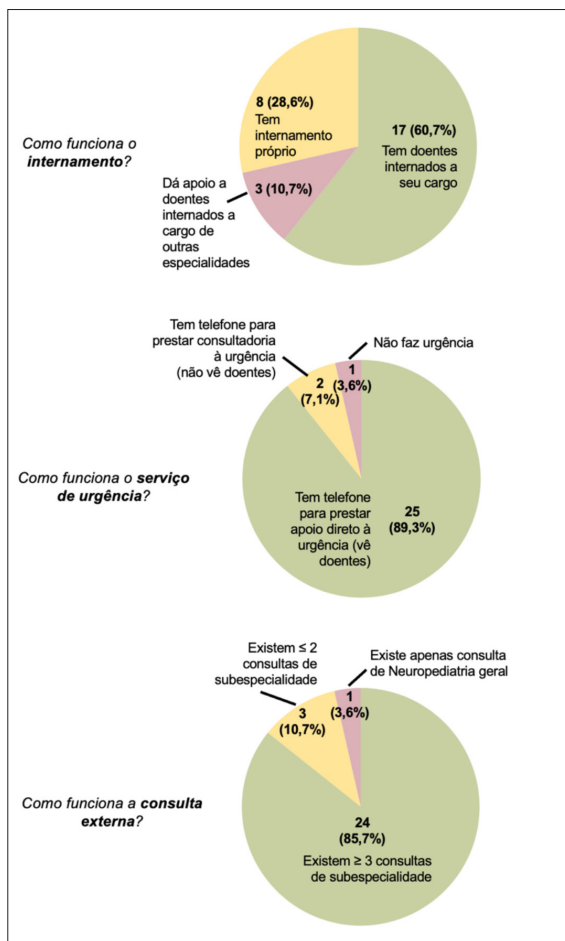 Como funciona o
internamento?
8 (28,6%)
Tem
internamento
próprio
17 (60,7%)
Tem doentes
internados a
seu cargo
3 (10,7%)
Dá apoio a
doentes
internados a
cargo de
outras
especialidades
Como funciona o serviço
de urgência?
Tem telefone para
prestar consultadoria
à urgência
(não vê doentes)
2
(7,1%)
Não faz urgência
1
(3,6%)
Tem telefone
para prestar
apoio direto à
urgência (vê
doentes)
25
(89,3%)
Como funciona a consulta
externa?
Existem ≤ 2
consultas de
subespecialidade
3
(10,7%)
Existe apenas consulta
de Neuropediatria geral
1
(3,6%)
24
(85,7%)
Existem ≥ 3 consultas
de subespecialidade